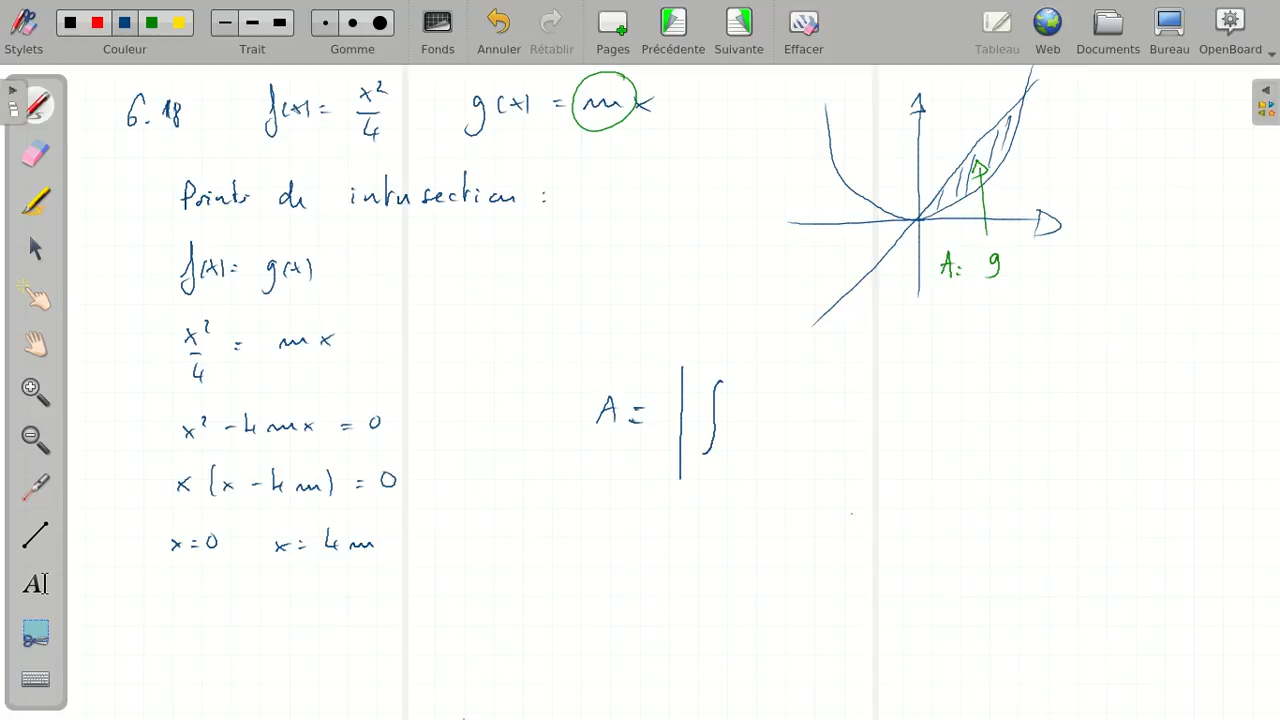 Stylets Couleur Trait Gomme Fonds Annuler Rétablir Pages Précédente Suivante Effacer Tableau Web Documents Bureau OpenBoard
6.18 f(x) = x²/4 g(x) = mx
Points de intersection :
f(x) = g(x)
x²/4 = mx
x² - 4mx = 0
x (x - 4m) = 0
x = 0 x = 4m
A: 9
A = | ∫